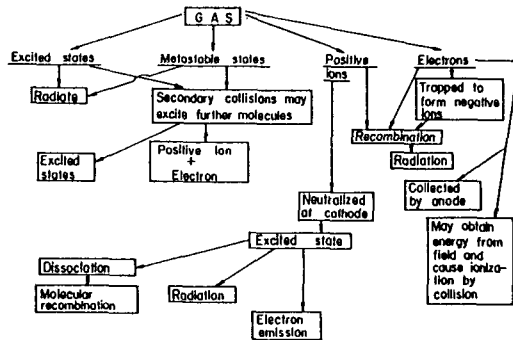 GAS
Excited states
Metastable states
Positive
ions
Electrons
Radiate
Secondary collisions may
excite further molecules
Trapped to
form negative
ions
Recombination
Radiation
Excited
states
Positive ion
+
Electron
Collected
by anode
Neutralized
at cathode
May obtain
energy from
field and
cause ioniza-
tion by
collision
Excited state
Dissociation
Molecular
recombination
Radiation
Electron
emission